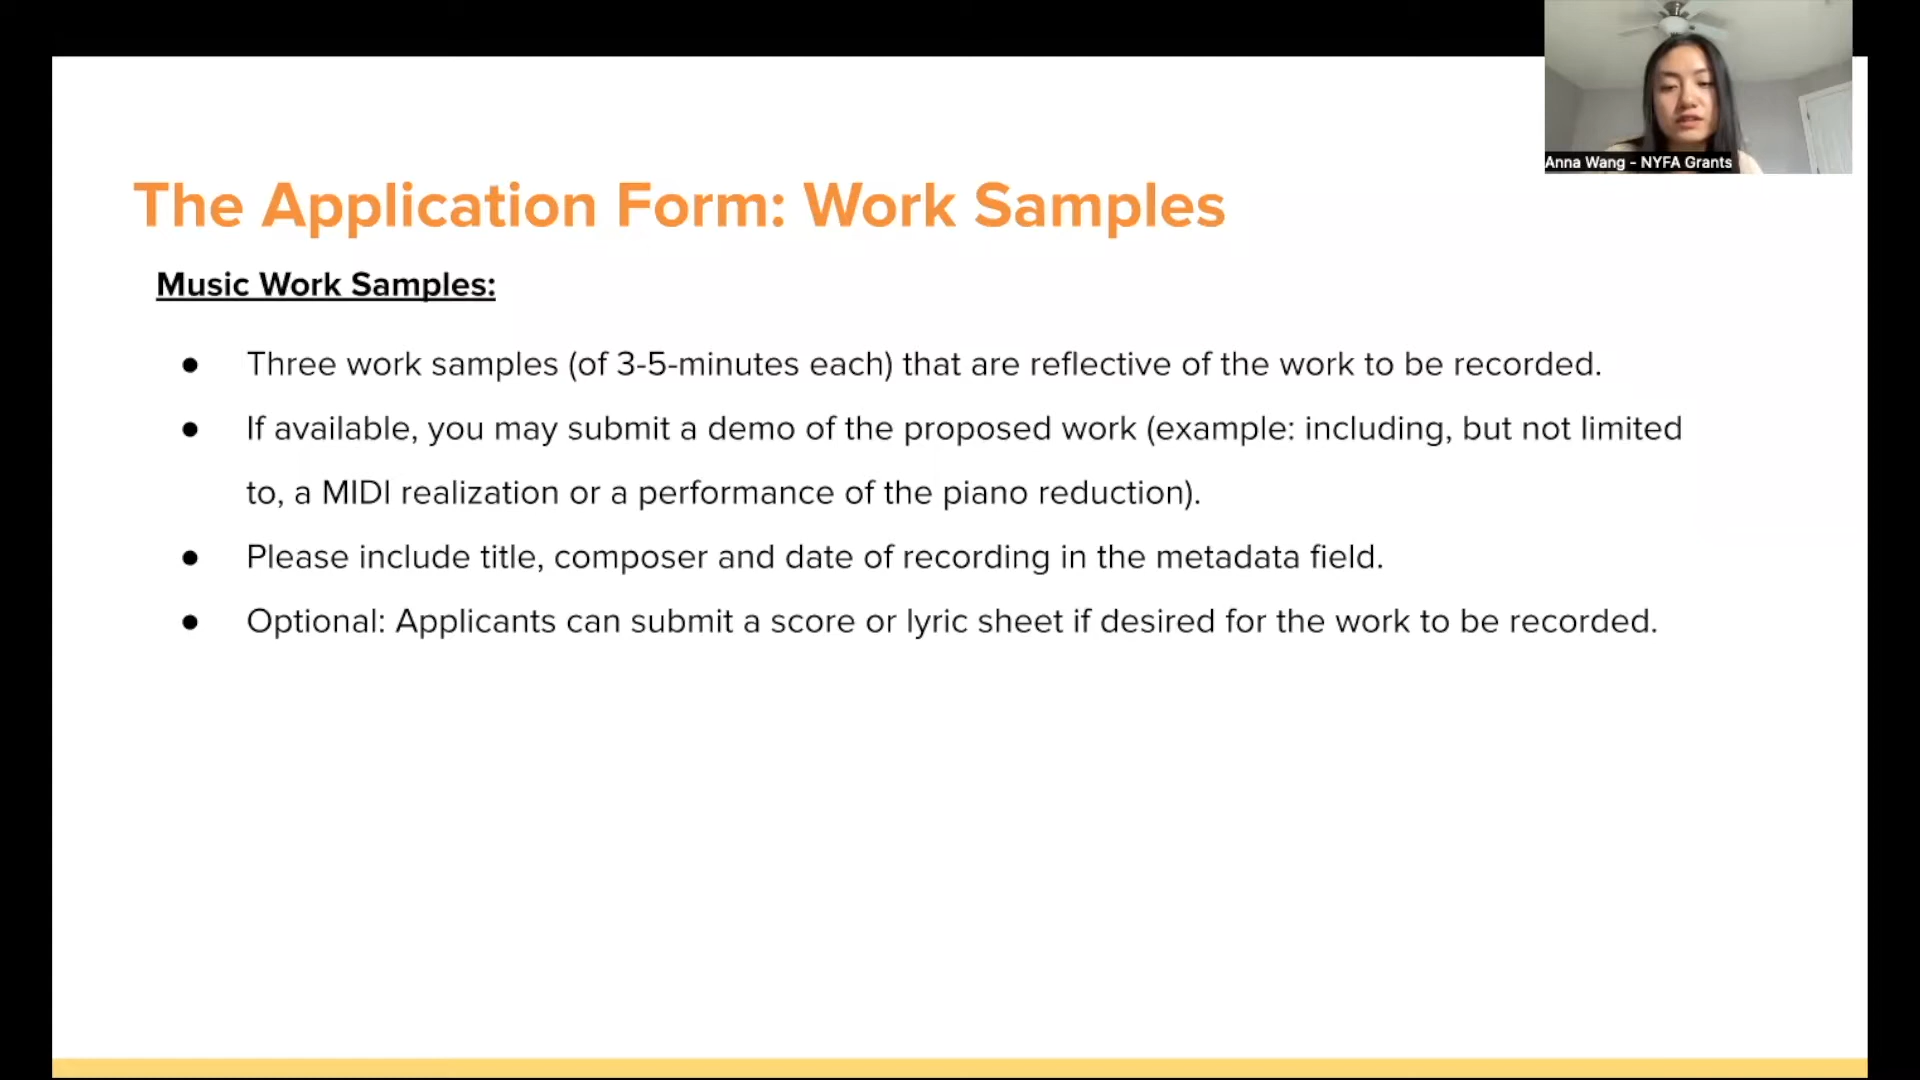 Anna Wang - NYFA Grants
The Application Form: Work Samples
Music Work Samples:
● Three work samples (of 3-5-minutes each) that are reflective of the work to be recorded.
● If available, you may submit a demo of the proposed work (example: including, but not limited
to, a MIDI realization or a performance of the piano reduction).
● Please include title, composer and date of recording in the metadata field.
● Optional: Applicants can submit a score or lyric sheet if desired for the work to be recorded.